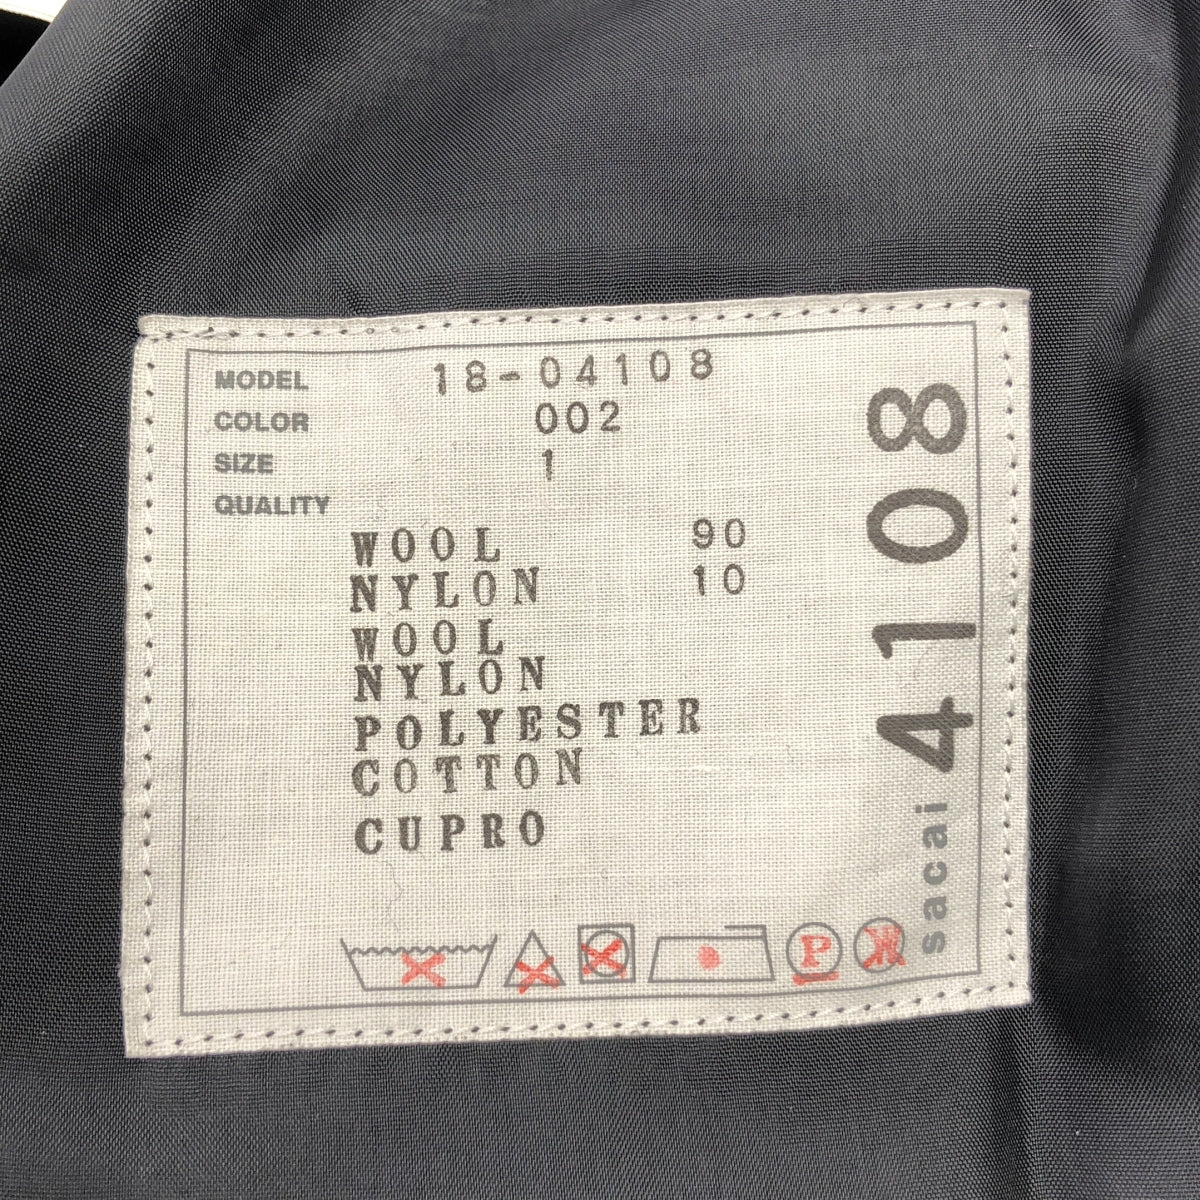 MODEL 18-04108
COLOR 002
SIZE 1
QUALITY
WOOL 90
NYLON 10
WOOL
NYLON
POLYESTER
COTTON
CUPRO
P
W
sacai 4108